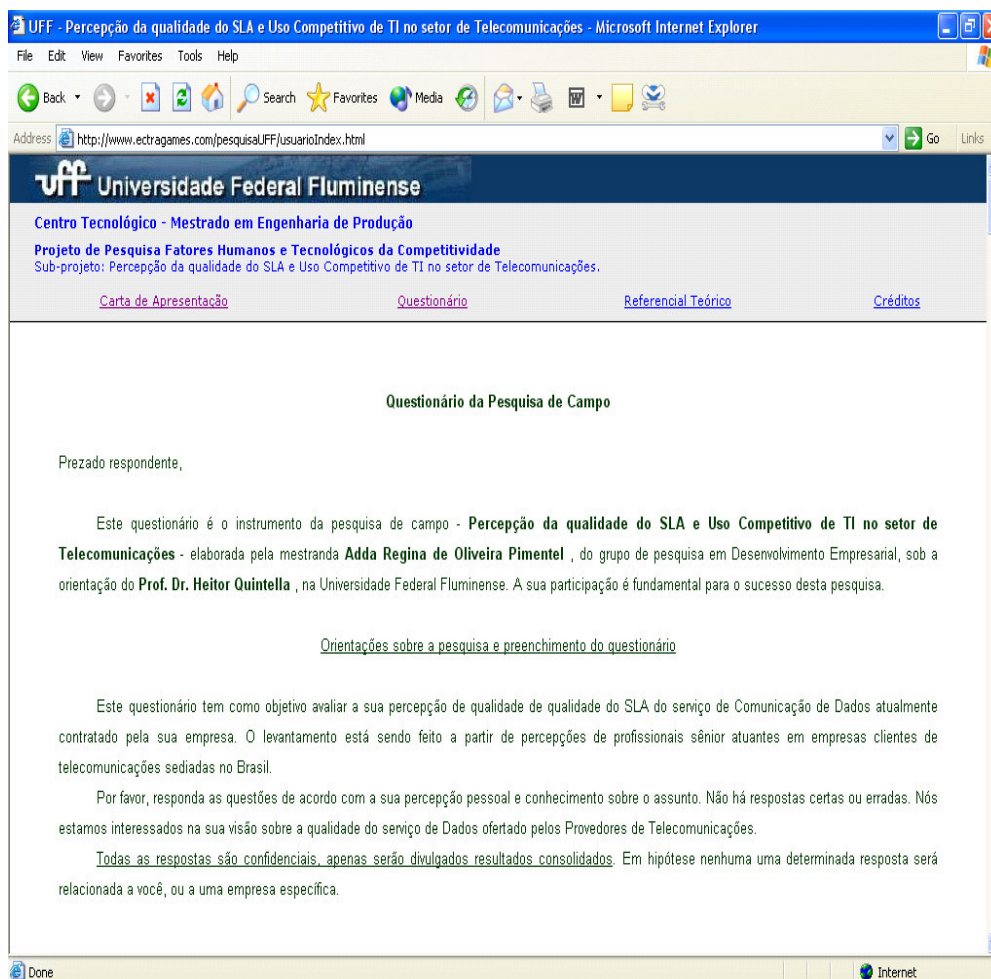 UFF - Percepção da qualidade do SLA e Uso Competitivo de TI no setor de Telecomunicações - Microsoft Internet Explorer
File Edit View Favorites Tools Help
Back Search Favorites Media
Address http://www.ectragames.com/pesquisaUFF/usuarioIndex.html Go Links
uff Universidade Federal Fluminense
Centro Tecnológico - Mestrado em Engenharia de Produção
Projeto de Pesquisa Fatores Humanos e Tecnológicos da Competitividade
Sub-projeto: Percepção da qualidade do SLA e Uso Competitivo de TI no setor de Telecomunicações.
Carta de Apresentação Questionário Referencial Teórico Créditos
Questionário da Pesquisa de Campo
Prezado respondente,
Este questionário é o instrumento da pesquisa de campo - Percepção da qualidade do SLA e Uso Competitivo de TI no setor de
Telecomunicações - elaborada pela mestranda Adda Regina de Oliveira Pimentel , do grupo de pesquisa em Desenvolvimento Empresarial, sob a
orientação do Prof. Dr. Heitor Quintella , na Universidade Federal Fluminense. A sua participação é fundamental para o sucesso desta pesquisa.
Orientações sobre a pesquisa e preenchimento do questionário
Este questionário tem como objetivo avaliar a sua percepção de qualidade de qualidade do SLA do serviço de Comunicação de Dados atualmente
contratado pela sua empresa. O levantamento está sendo feito a partir de percepções de profissionais sênior atuantes em empresas clientes de
telecomunicações sediadas no Brasil.
Por favor, responda as questões de acordo com a sua percepção pessoal e conhecimento sobre o assunto. Não há respostas certas ou erradas. Nós
estamos interessados na sua visão sobre a qualidade do serviço de Dados ofertado pelos Provedores de Telecomunicações.
Todas as respostas são confidenciais, apenas serão divulgados resultados consolidados. Em hipótese nenhuma uma determinada resposta será
relacionada a você, ou a uma empresa específica.
Done Internet